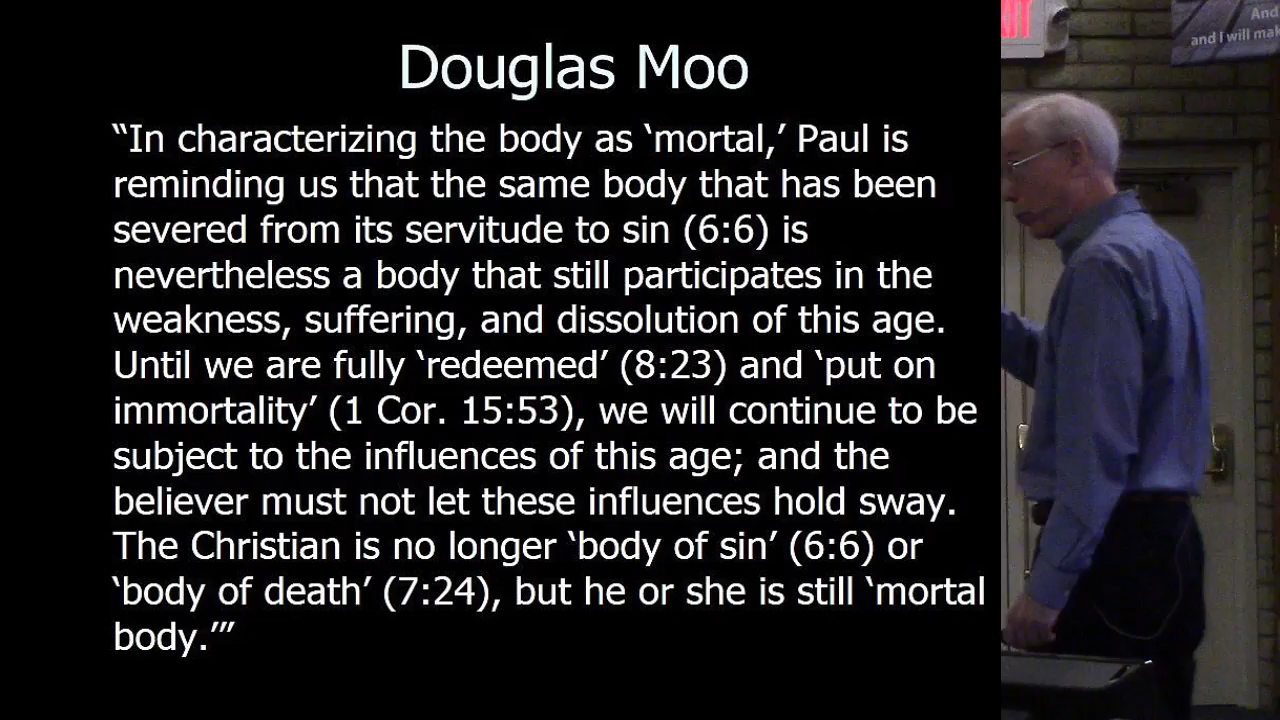 Douglas Moo
“In characterizing the body as ‘mortal,’ Paul is
reminding us that the same body that has been
severed from its servitude to sin (6:6) is
nevertheless a body that still participates in the
weakness, suffering, and dissolution of this age.
Until we are fully ‘redeemed’ (8:23) and ‘put on
immortality’ (1 Cor. 15:53), we will continue to be
subject to the influences of this age; and the
believer must not let these influences hold sway.
The Christian is no longer ‘body of sin’ (6:6) or
‘body of death’ (7:24), but he or she is still ‘mortal
body.’”
And
and I will mak